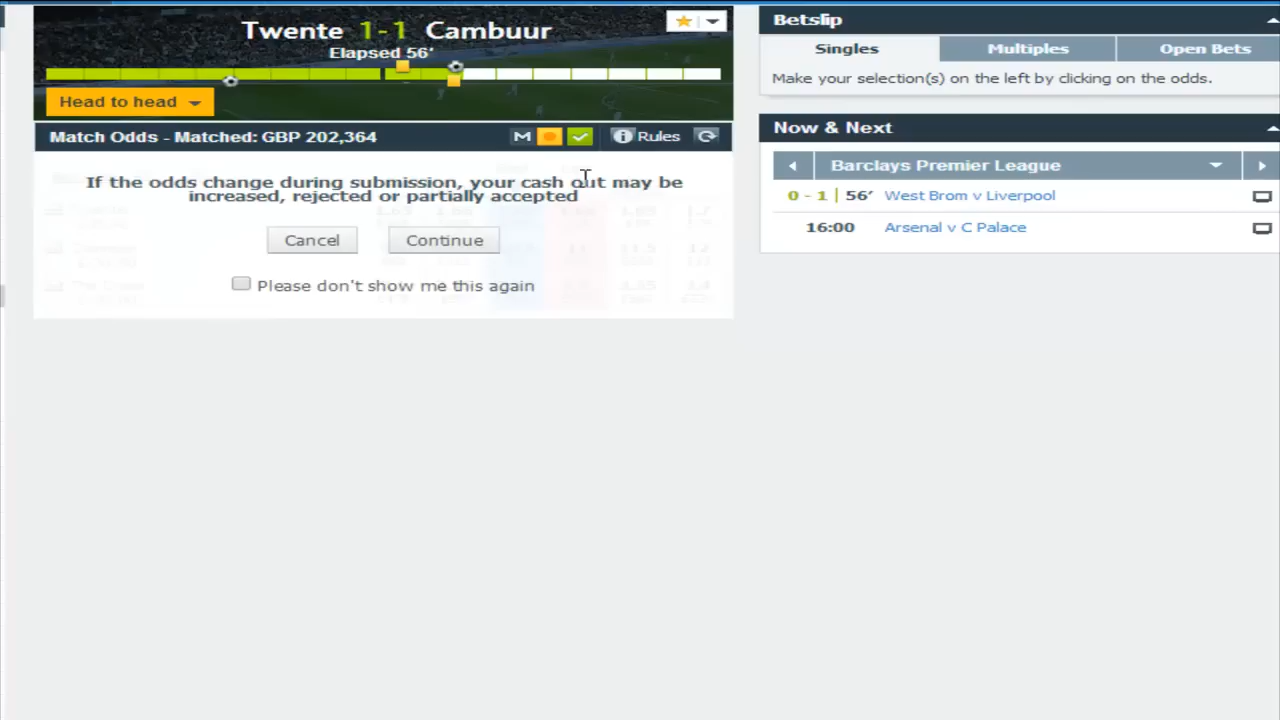 Twente 1-1 Cambuur
Elapsed 56′
Head to head
Match Odds - Matched: GBP 202,364
M
Rules
If the odds change during submission, your cash out may be
increased, rejected or partially accepted
Cancel
Continue
Please don't show me this again
Betslip
Singles
Multiples
Open Bets
Make your selection(s) on the left by clicking on the odds.
Now & Next
Barclays Premier League
0 - 1 | 56′ West Brom v Liverpool
16:00 Arsenal v C Palace